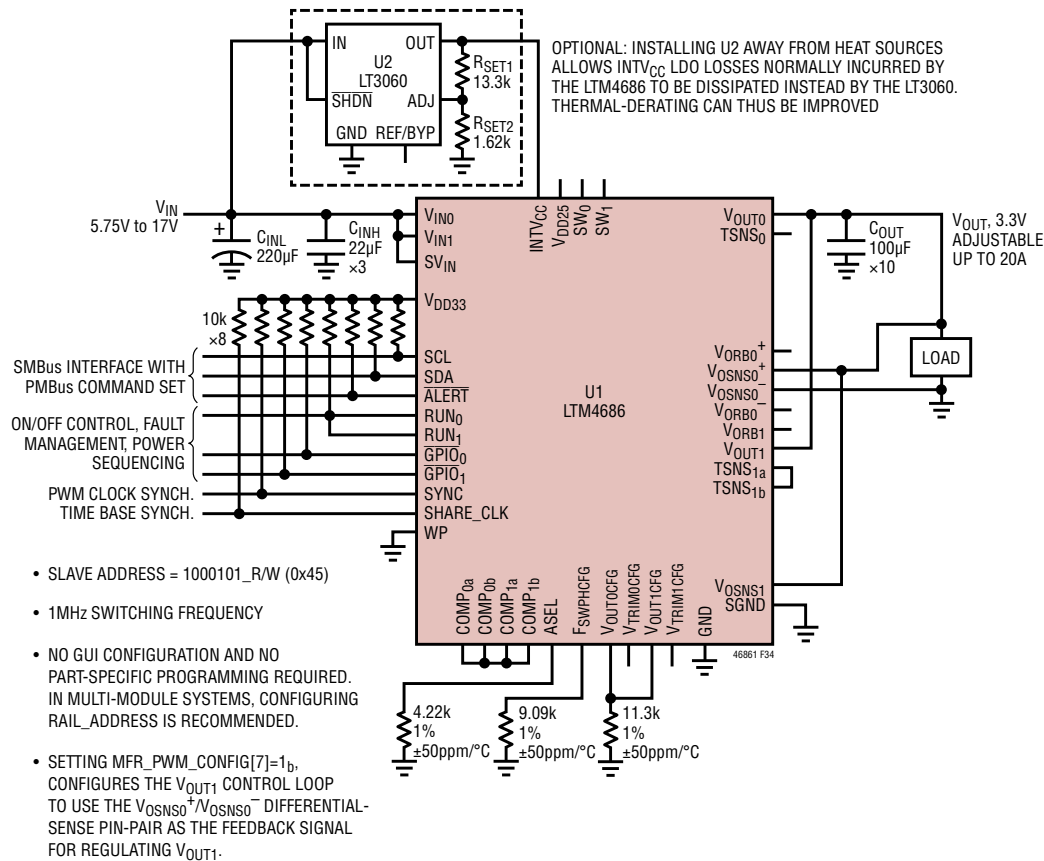 IN
OUT
U2
LT3060
SHDN
ADJ
GND REF/BYP
RSET1
13.3k
RSET2
1.62k
OPTIONAL: INSTALLING U2 AWAY FROM HEAT SOURCES
ALLOWS INTVCC LDO LOSSES NORMALLY INCURRED BY
THE LTM4686 TO BE DISSIPATED INSTEAD BY THE LT3060.
THERMAL-DERATING CAN THUS BE IMPROVED
VIN
5.75V to 17V
+
CINL
220µF
CINH
22µF
×3
INTVCC
VDD25
SW0
SW1
VIN0
VIN1
SVIN
VDD33
SCL
SDA
ALERT
RUN0
RUN1
GPIO0
GPIO1
SYNC
SHARE_CLK
WP
10k
×8
SMBus INTERFACE WITH
PMBus COMMAND SET
ON/OFF CONTROL, FAULT
MANAGEMENT, POWER
SEQUENCING
PWM CLOCK SYNCH.
TIME BASE SYNCH.
U1
LTM4686
VOUT0
TSNS0
VORB0+
VOSNS0+
VOSNS0–
VORB0–
VORB1
VOUT1
TSNS1a
TSNS1b
VOSNS1
SGND
COUT
100µF
×10
VOUT, 3.3V
ADJUSTABLE
UP TO 20A
LOAD
COMP0a
COMP0b
COMP1a
COMP1b
ASEL
FSWPHCFG
VOUT0CFG
VTRIM0CFG
VOUT1CFG
VTRIM1CFG
GND
46861 F34
4.22k
1%
±50ppm/°C
9.09k
1%
±50ppm/°C
11.3k
1%
±50ppm/°C
• SLAVE ADDRESS = 1000101_R/W (0x45)
• 1MHz SWITCHING FREQUENCY
• NO GUI CONFIGURATION AND NO
PART-SPECIFIC PROGRAMMING REQUIRED.
IN MULTI-MODULE SYSTEMS, CONFIGURING
RAIL_ADDRESS IS RECOMMENDED.
• SETTING MFR_PWM_CONFIG[7]=1b,
CONFIGURES THE VOUT1 CONTROL LOOP
TO USE THE VOSNS0+/VOSNS0– DIFFERENTIAL-
SENSE PIN-PAIR AS THE FEEDBACK SIGNAL
FOR REGULATING VOUT1.